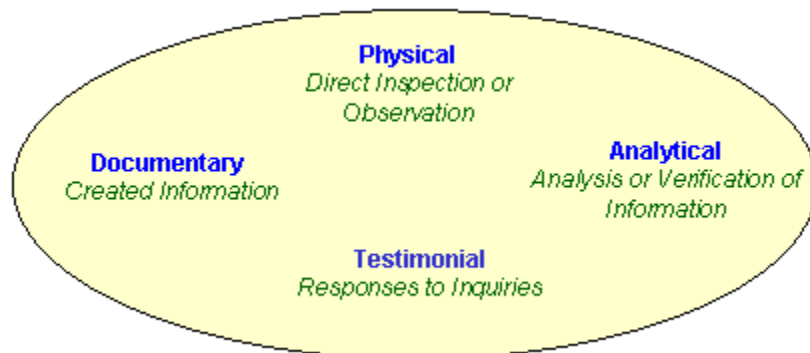 Physical
Direct Inspection or
Observation
Documentary
Created Information
Analytical
Analysis or Verification of
Information
Testimonial
Responses to Inquiries